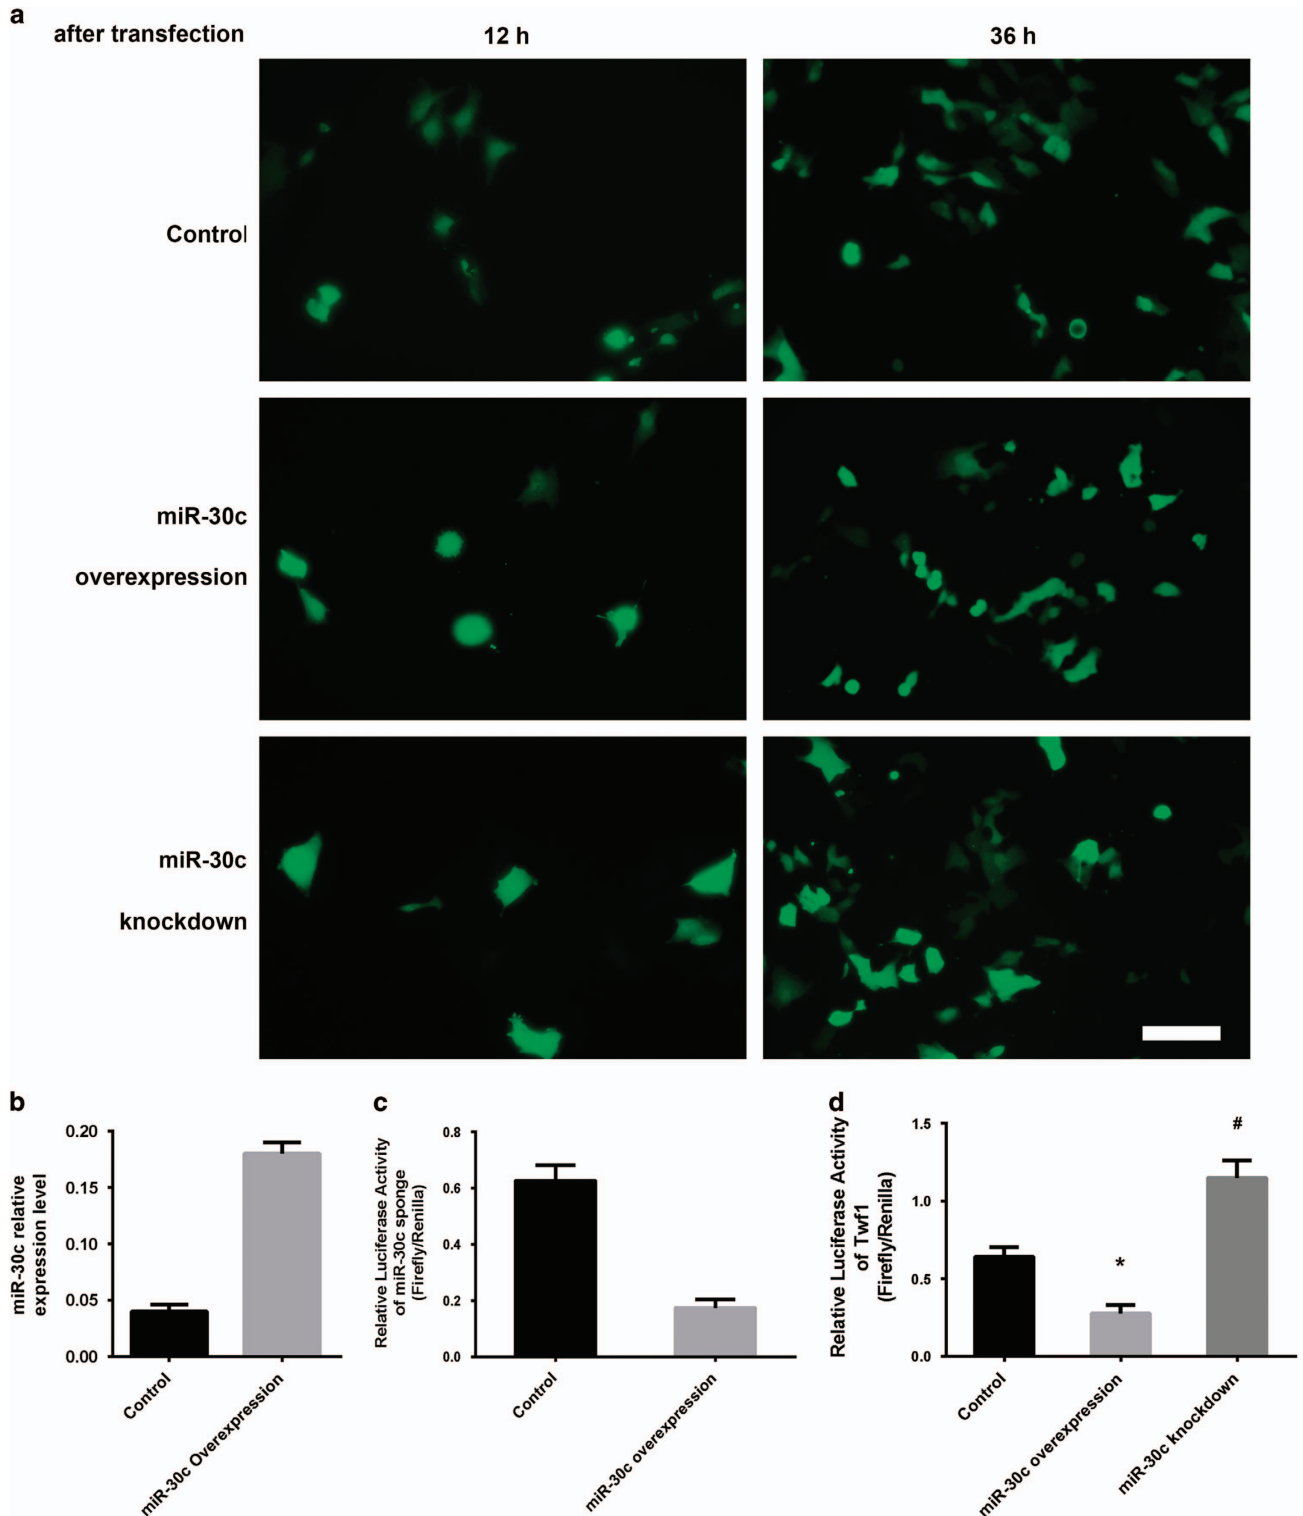 a
after transfection
12 h
36 h
Control
miR-30c
overexpression
miR-30c
knockdown
b
miR-30c relative
expression level
0.20
0.15
0.10
0.05
0.00
Control
miR-30c Overexpression
c
Relative Luciferase Activity
of miR-30c sponge
(Firefly/Renilla)
0.8
0.6
0.4
0.2
0.0
Control
miR-30c overexpression
d
Relative Luciferase Activity
of Twf1
(Firefly/Renilla)
1.5
1.0
0.5
0.0
*
#
Control
miR-30c overexpression
miR-30c knockdown